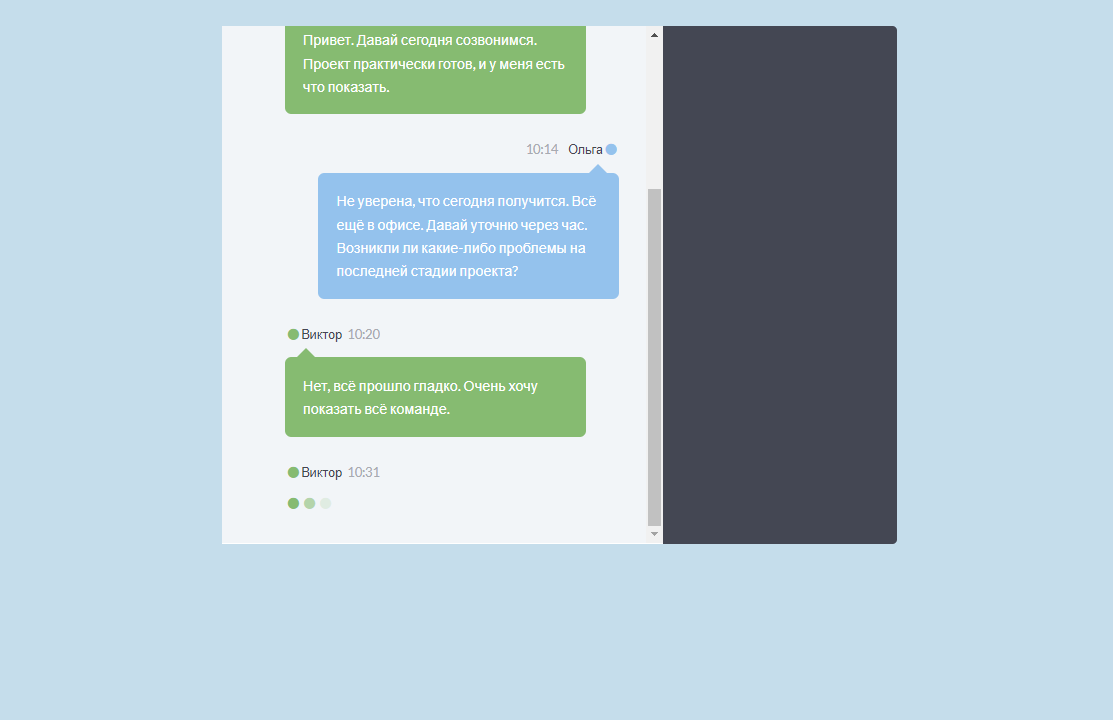 Привет. Давай сегодня созвонимся.
Проект практически готов, и у меня есть
что показать.
10:14 Ольга
Не уверена, что сегодня получится. Всё
ещё в офисе. Давай уточню через час.
Возникли ли какие-либо проблемы на
последней стадии проекта?
Виктор 10:20
Нет, всё прошло гладко. Очень хочу
показать всё команде.
Виктор 10:31